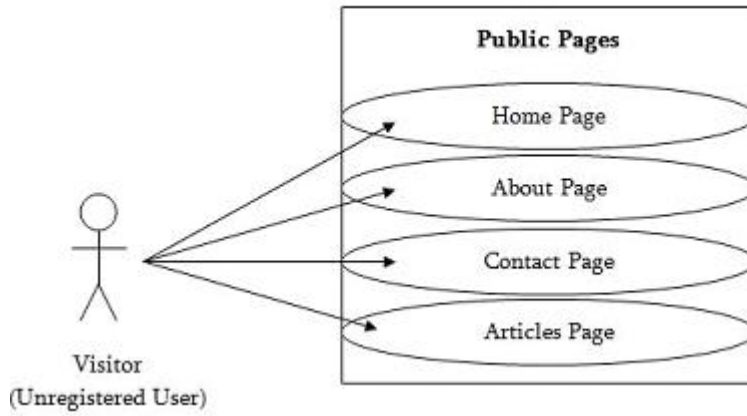 Public Pages
Home Page
About Page
Contact Page
Articles Page
Visitor
(Unregistered User)